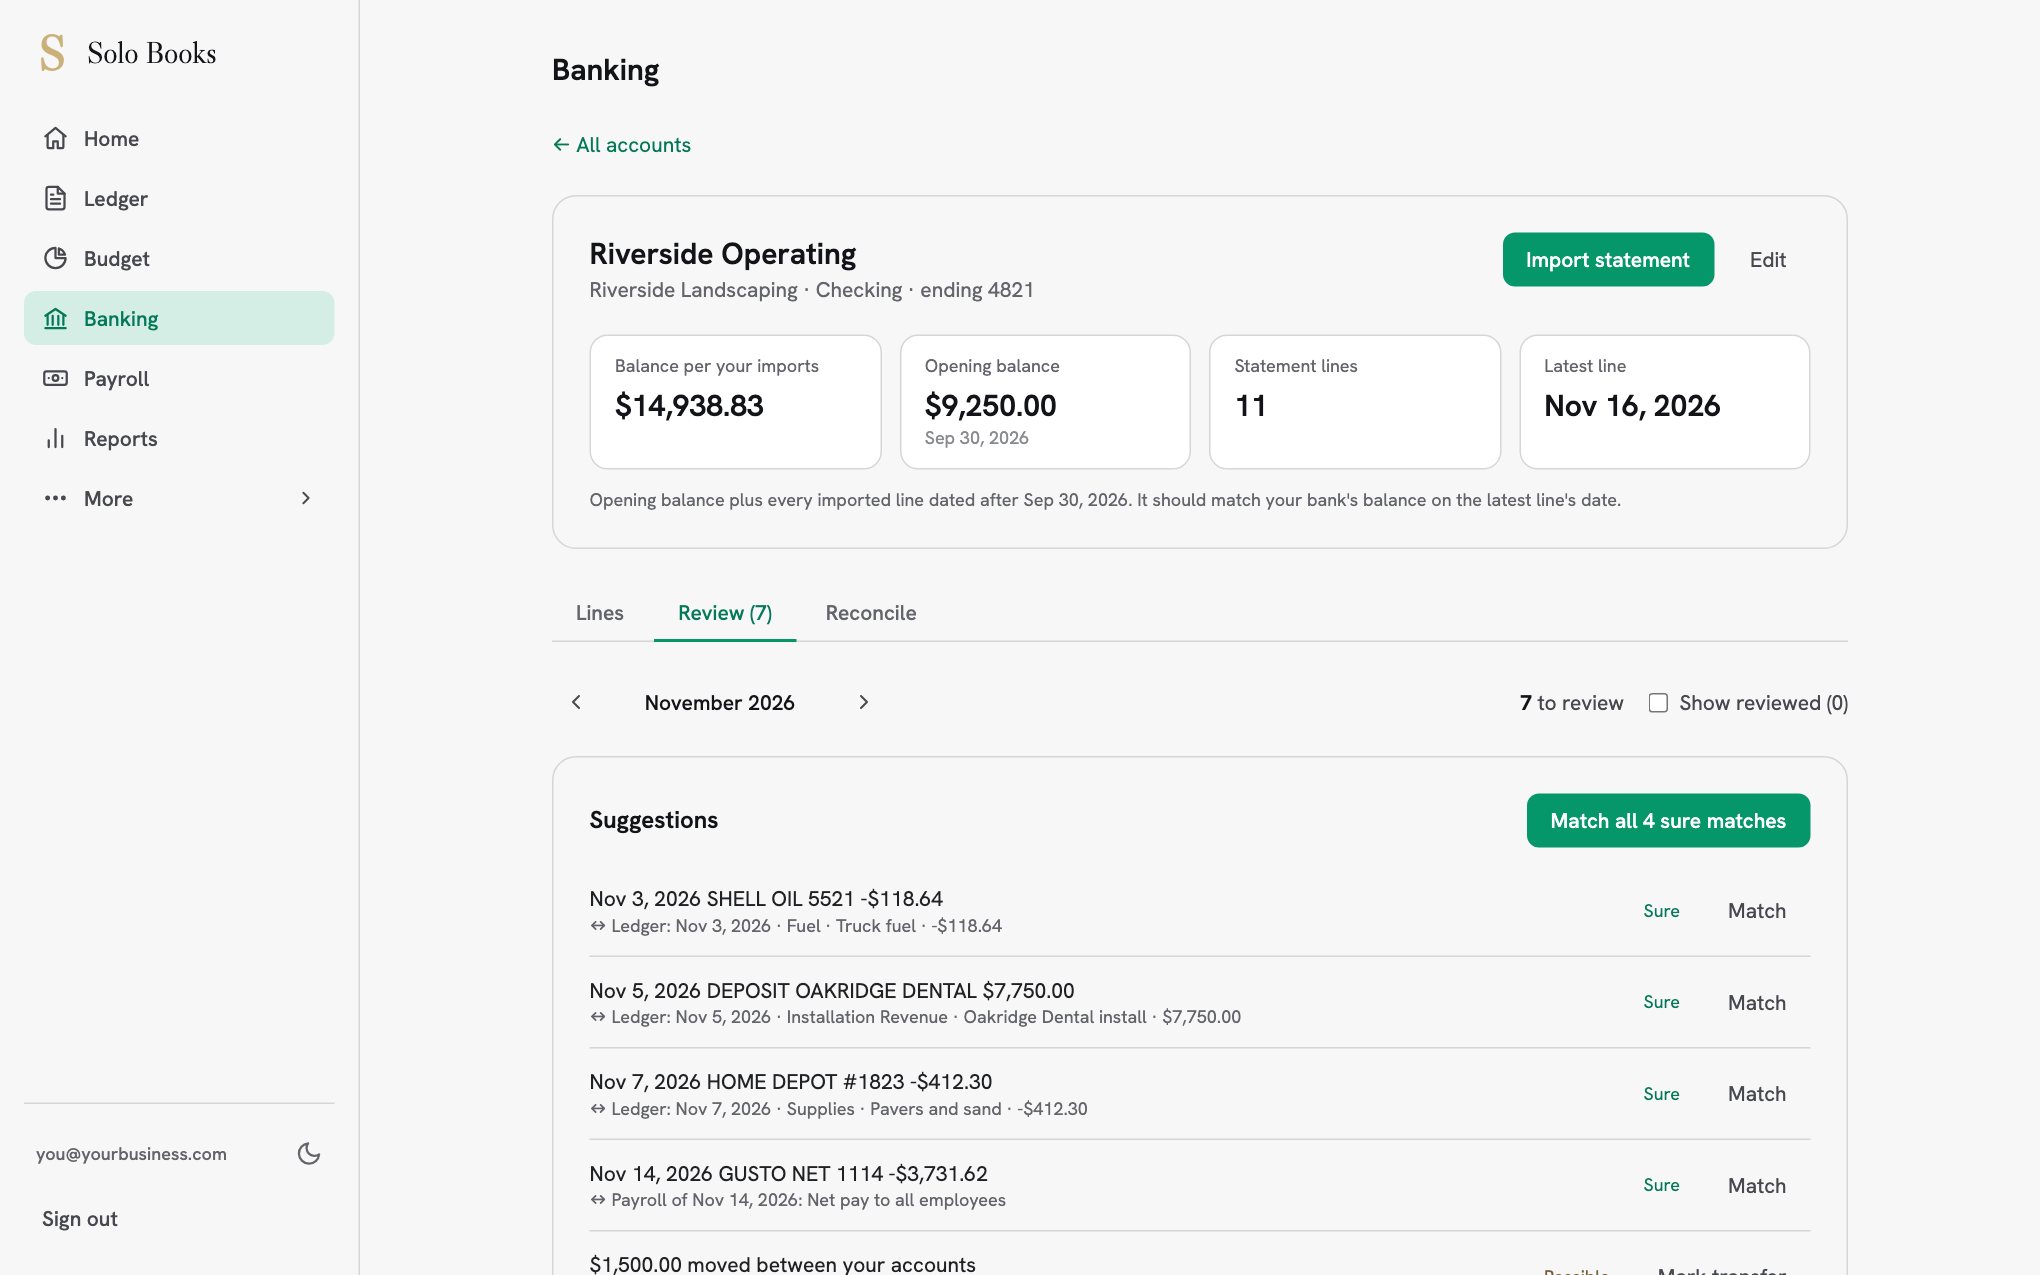 S Solo Books
Home
Ledger
Budget
Banking
Payroll
Reports
More
you@yourbusiness.com
Sign out
Banking
← All accounts
Riverside Operating
Riverside Landscaping · Checking · ending 4821
Import statement
Edit
Balance per your imports
$14,938.83
Opening balance
$9,250.00
Sep 30, 2026
Statement lines
11
Latest line
Nov 16, 2026
Opening balance plus every imported line dated after Sep 30, 2026. It should match your bank's balance on the latest line's date.
Lines
Review (7)
Reconcile
November 2026
7 to review
Show reviewed (0)
Suggestions
Match all 4 sure matches
Nov 3, 2026 SHELL OIL 5521 -$118.64
↔ Ledger: Nov 3, 2026 · Fuel · Truck fuel · -$118.64
Sure
Match
Nov 5, 2026 DEPOSIT OAKRIDGE DENTAL $7,750.00
↔ Ledger: Nov 5, 2026 · Installation Revenue · Oakridge Dental install · $7,750.00
Sure
Match
Nov 7, 2026 HOME DEPOT #1823 -$412.30
↔ Ledger: Nov 7, 2026 · Supplies · Pavers and sand · -$412.30
Sure
Match
Nov 14, 2026 GUSTO NET 1114 -$3,731.62
↔ Payroll of Nov 14, 2026: Net pay to all employees
Sure
Match
$1,500.00 moved between your accounts
Possible
Mark transfer